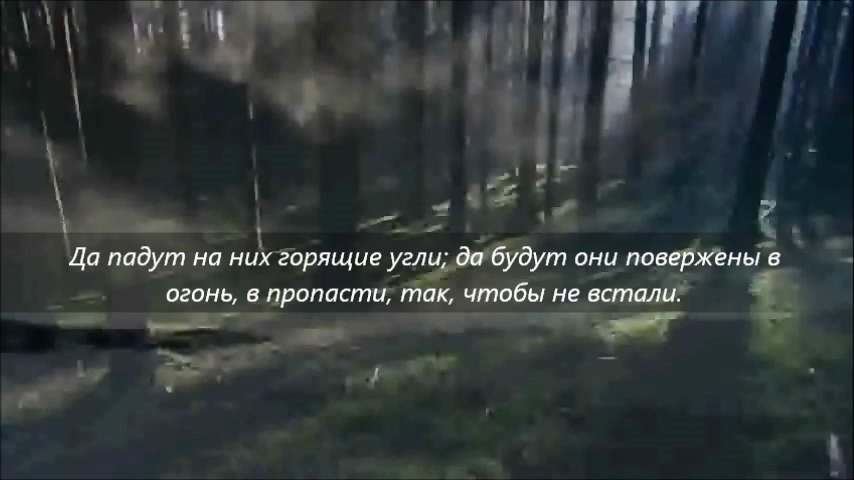 Да падут на них горящие угли; да будут они повержены в
огонь, в пропасти, так, чтобы не встали.